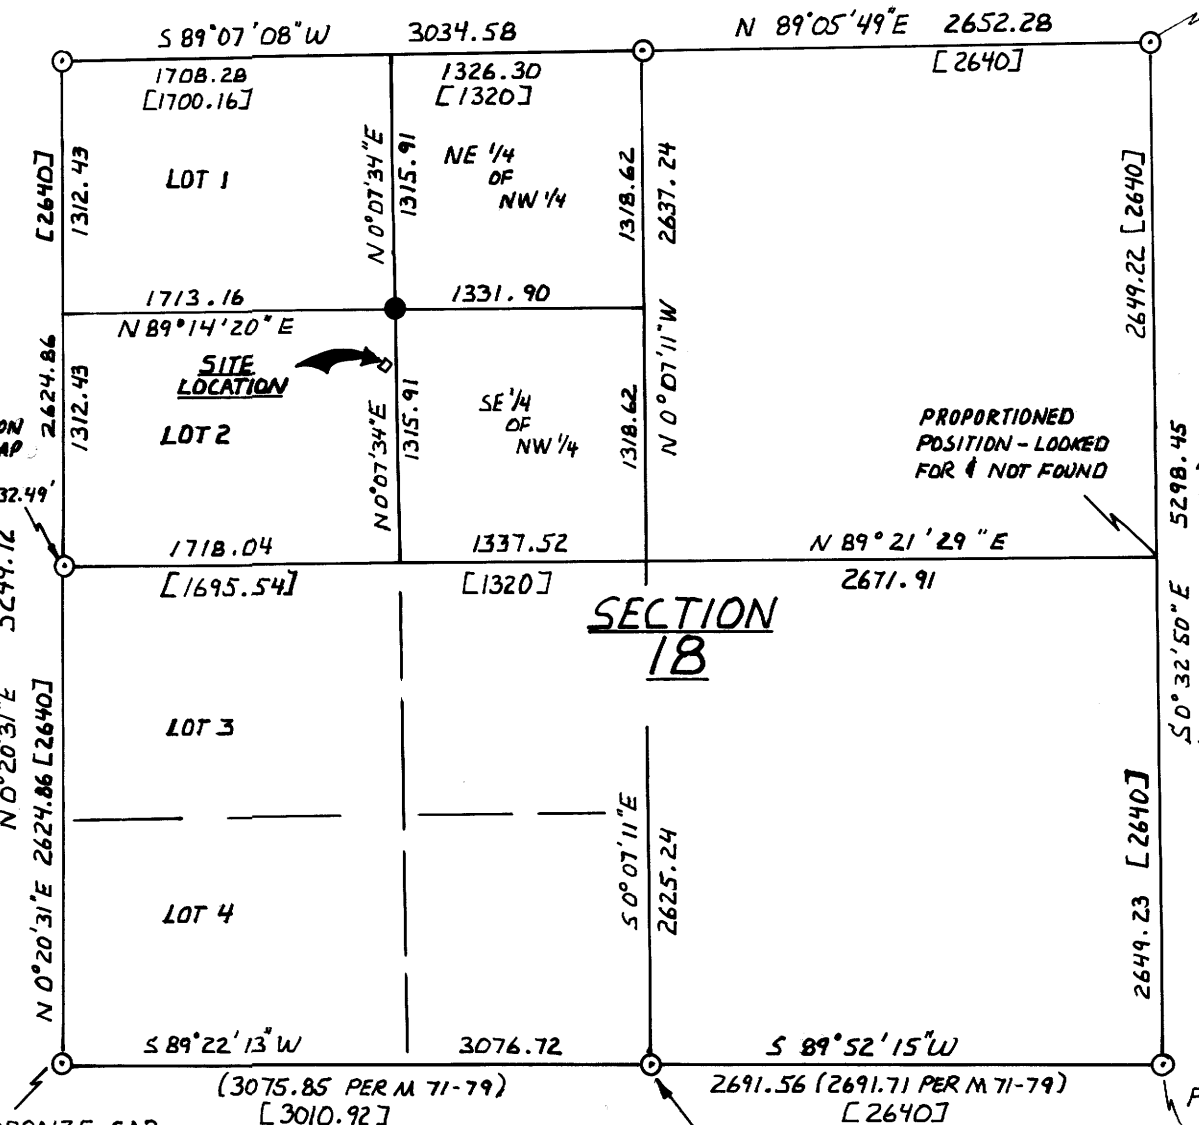 S 89°07'08" W 3034.58
N 89°05'49" E 2652.28
1708.28
[1700.16]
1326.30
[1320]
[2640]
[2640]
1312.43
LOT 1
N 0°07'34" E
1315.91
NE 1/4
OF
NW 1/4
1318.62
2637.24
2649.22 [2640]
1713.16
N 89°14'20" E
1331.90
SITE
LOCATION
2624.86
1312.43
LOT 2
N 0°07'34" E
1315.91
SE 1/4
OF
NW 1/4
1318.62
N 0°07'11" W
PROPORTIONED
POSITION - LOOKED
FOR & NOT FOUND
5298.45
ON
AP
32.49'
1718.04
[1695.54]
1337.52
[1320]
N 89°21'29" E
2671.91
SECTION
18
S 0°32'50" E
N 0°20'31" E 5249.72
LOT 3
N 0°20'31" E 2624.86 [2640]
LOT 4
S 0°07'11" E
2625.24
2649.23 [2640]
S 89°22'13" W 3076.72
(3075.85 PER M 71-79)
[3010.92]
S 89°52'15" W
2691.56 (2691.71 PER M 71-79)
[2640]